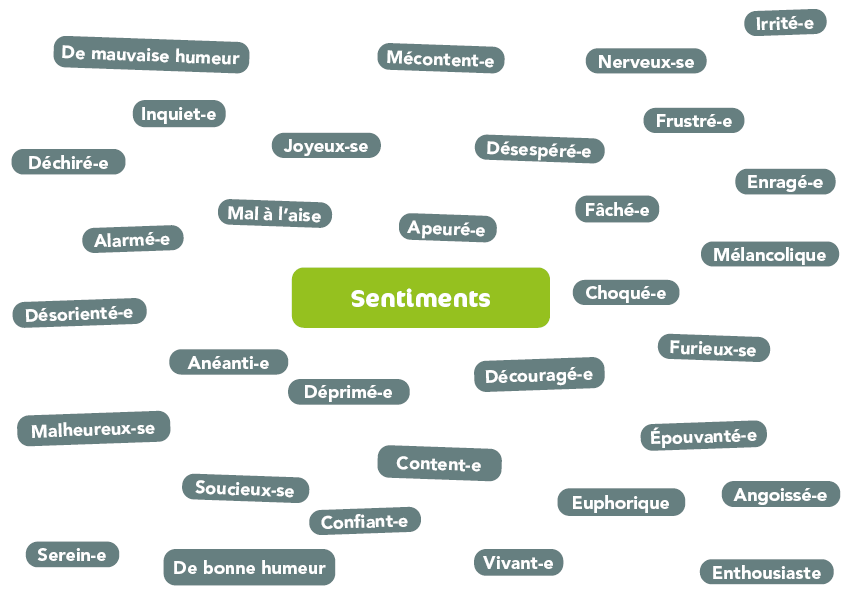 Irrité-e
De mauvaise humeur
Mécontent-e
Nerveux-se
Inquiet-e
Frustré-e
Joyeux-se
Désespéré-e
Déchiré-e
Enragé-e
Mal à l'aise
Fâché-e
Apeuré-e
Alarmé-e
Mélancolique
Sentiments
Choqué-e
Désorienté-e
Furieux-se
Anéanti-e
Découragé-e
Déprimé-e
Malheureux-se
Épouvanté-e
Content-e
Soucieux-se
Angoissé-e
Euphorique
Confiant-e
Serein-e
De bonne humeur
Vivant-e
Enthousiaste